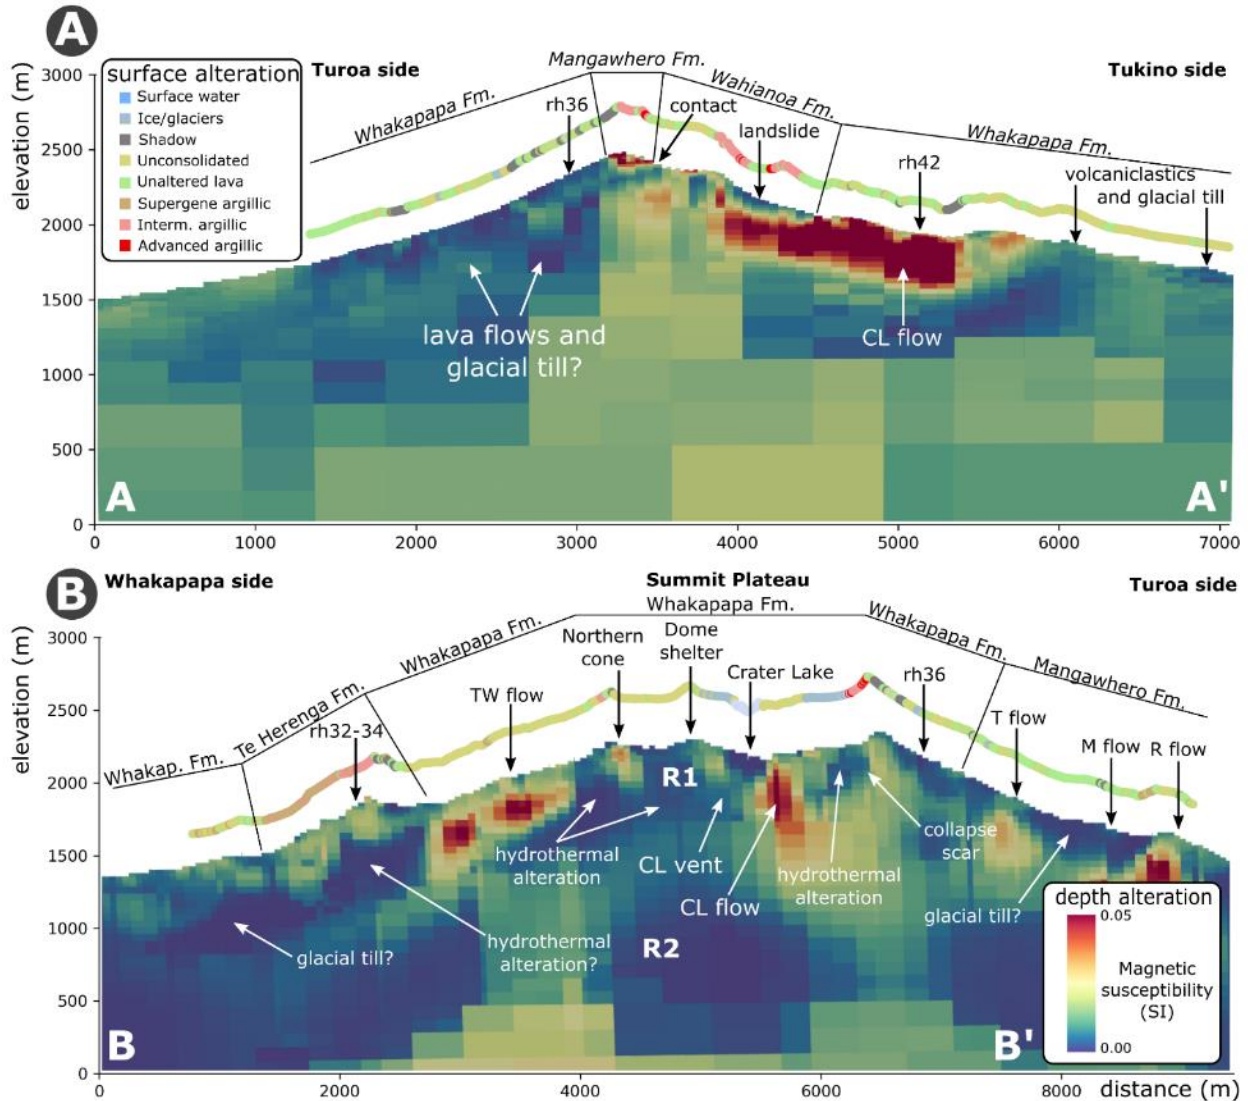 A
elevation (m)
3000
2500
2000
1500
1000
500
0
surface alteration
Surface water
Ice/glaciers
Shadow
Unconsolidated
Unaltered lava
Supergene argillic
Interm. argillic
Advanced argillic
Turoa side
Tukino side
Whakapapa Fm.
Mangawhero Fm.
Wahianoa Fm.
Whakapapa Fm.
rh36
contact
landslide
rh42
volcaniclastics
and glacial till
lava flows and
glacial till?
CL flow
A
A'
0
1000
2000
3000
4000
5000
6000
7000
B
Whakapapa side
Summit Plateau
Turoa side
elevation (m)
3000
2500
2000
1500
1000
500
0
Whakap. Fm.
Te Herenga Fm.
Whakapapa Fm.
Whakapapa Fm.
Whakapapa Fm.
Mangawhero Fm.
rh32-34
TW flow
Northern
cone
Dome
shelter
Crater Lake
rh36
T flow
M flow
R flow
R1
R2
hydrothermal
alteration
CL vent
CL flow
hydrothermal
alteration
collapse
scar
glacial till?
glacial till?
hydrothermal
alteration?
depth alteration
0.05
Magnetic
susceptibility
(SI)
0.00
B
B'
0
2000
4000
6000
8000
distance (m)